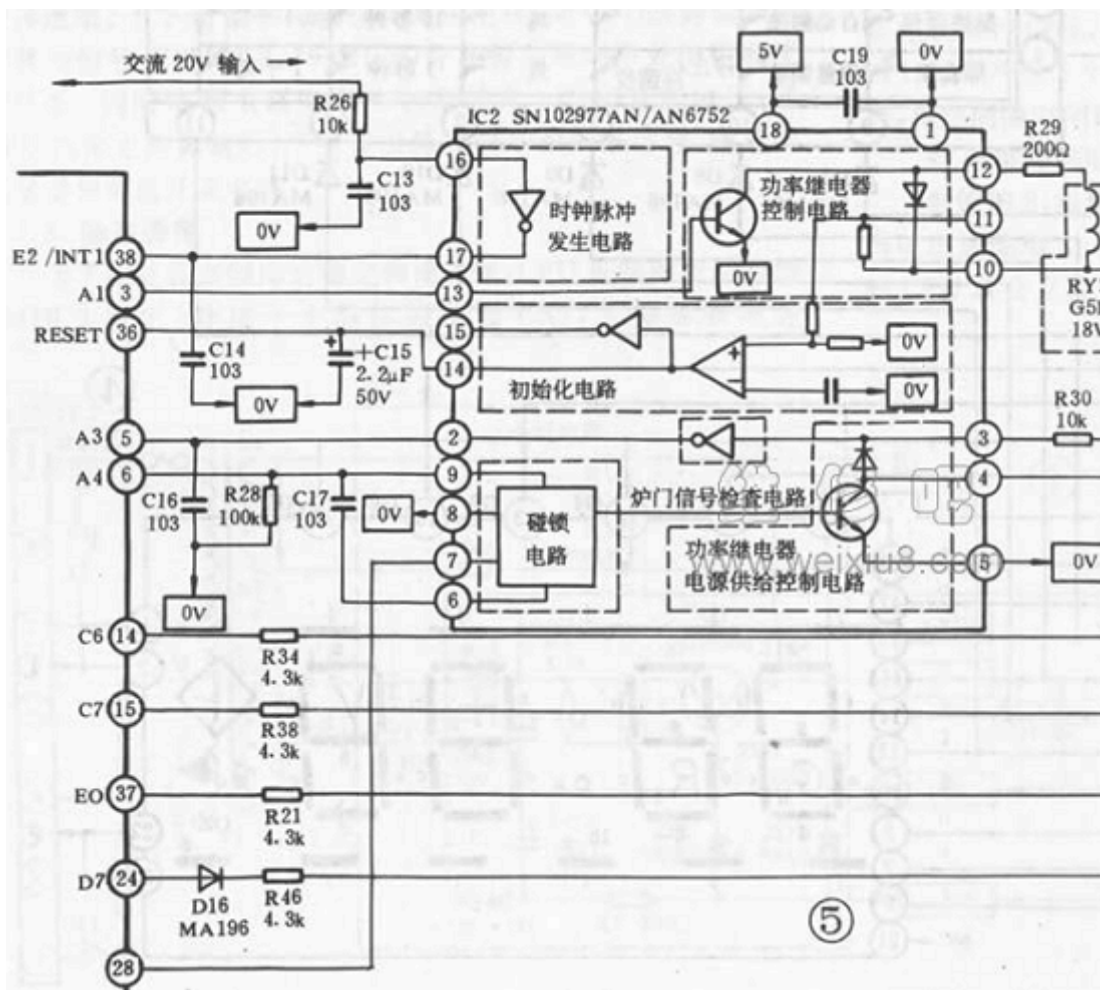 交流 20V 输入
5V
C19
103
0V
R26
10k
IC2 SN102977AN/AN6752
18
1
R29
200Ω
16
C13
103
12
时钟脉冲
发生电路
功率继电器
控制电路
0V
11
E2/INT1
38
17
0V
10
A1
3
13
RESET
36
15
C14
103
+
+C15
2.2μF
50V
14
+
−
0V
0V
初始化电路
0V
18V
R30
10k
A3
5
2
3
A4
6
9
4
C16
103
R28
100k
C17
103
0V
8
碰锁
电路
炉门信号检查电路
7
功率继电器
电源供给控制电路
www.weixiu8.com
5
0V
0V
6
C6
14
R34
4.3k
C7
15
R38
4.3k
EO
37
R21
4.3k
D7
24
D16
MA196
R46
4.3k
⑤
28